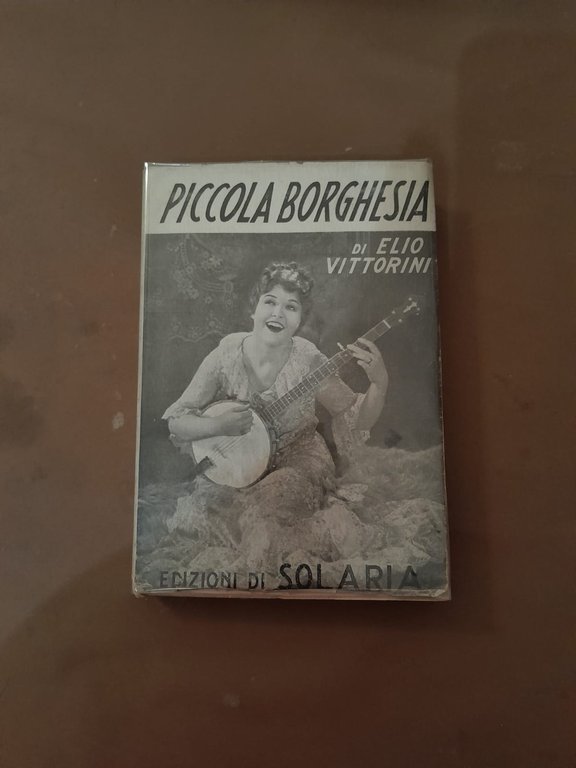 PICCOLA BORGHESIA
DI ELIO
VITTORINI
EDIZIONI DI SOLARIA